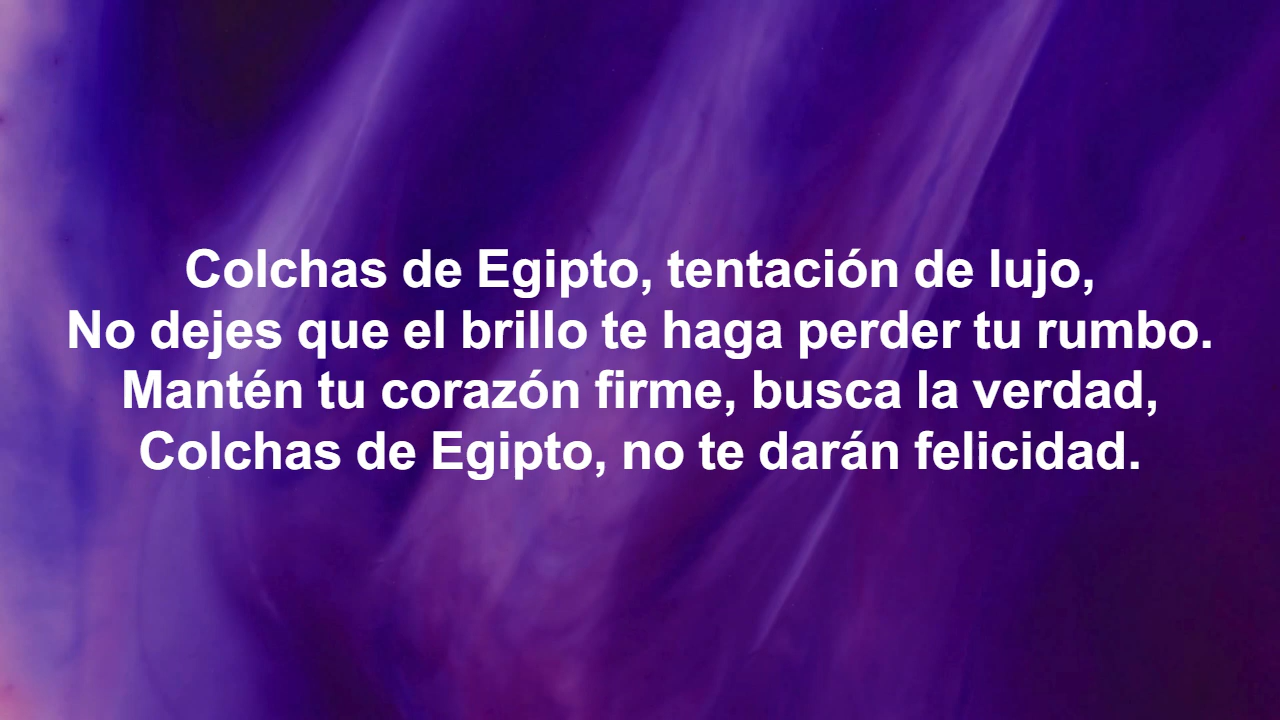 Colchas de Egipto, tentación de lujo,
No dejes que el brillo te haga perder tu rumbo.
Mantén tu corazón firme, busca la verdad,
Colchas de Egipto, no te darán felicidad.